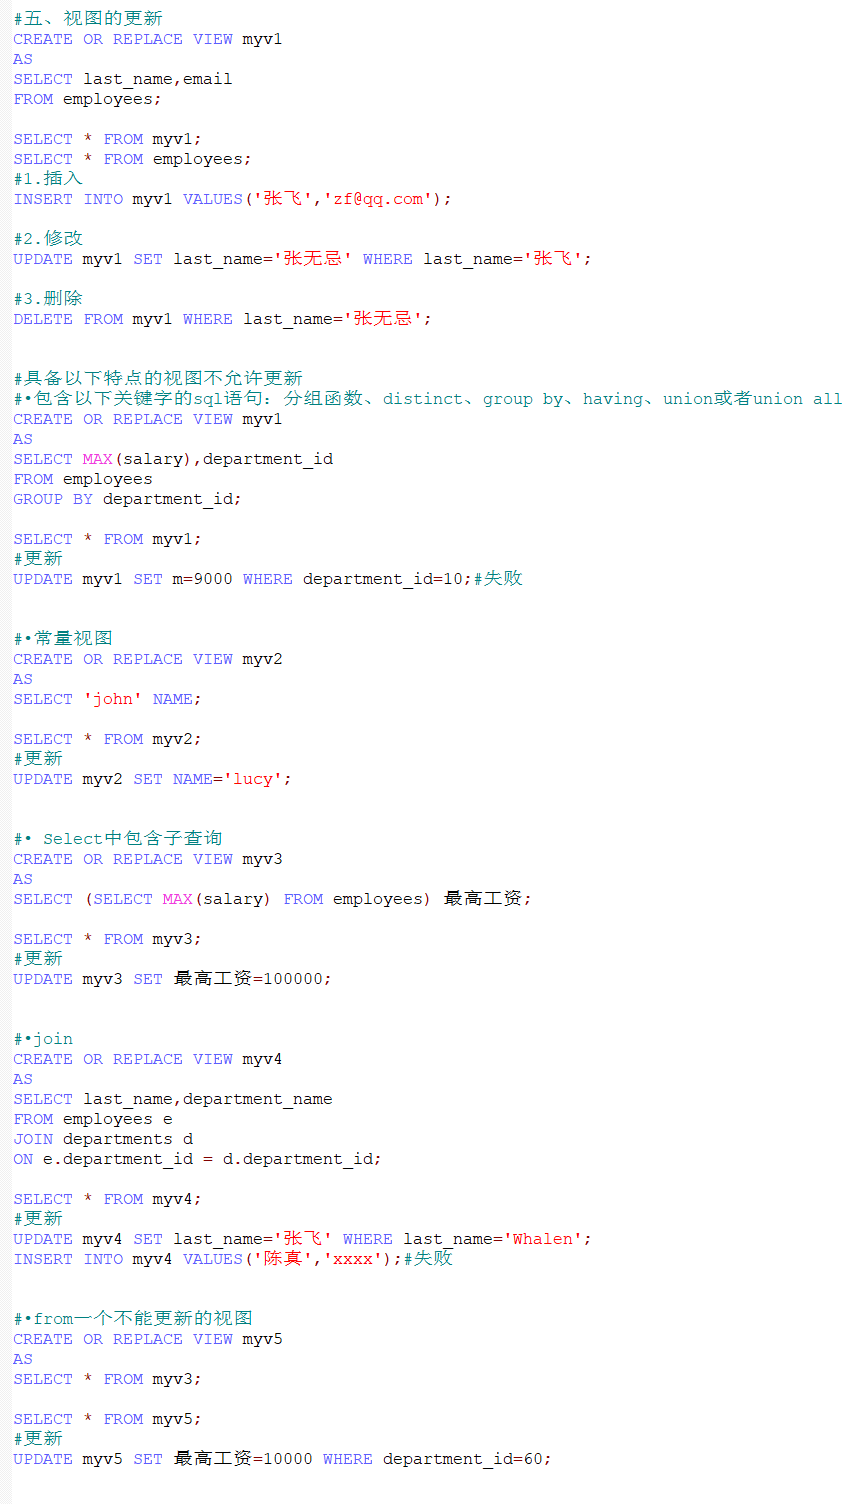 #五、视图的更新
CREATE OR REPLACE VIEW myv1
AS
SELECT last_name,email
FROM employees;
SELECT * FROM myv1;
SELECT * FROM employees;
#1.插入
INSERT INTO myv1 VALUES('张飞','zf@qq.com');
#2.修改
UPDATE myv1 SET last_name='张无忌' WHERE last_name='张飞';
#3.删除
DELETE FROM myv1 WHERE last_name='张无忌';
#具备以下特点的视图不允许更新
#•包含以下关键字的sql语句：分组函数、distinct、group by、having、union或者union all
CREATE OR REPLACE VIEW myv1
AS
SELECT MAX(salary),department_id
FROM employees
GROUP BY department_id;
SELECT * FROM myv1;
#更新
UPDATE myv1 SET m=9000 WHERE department_id=10;#失败
#•常量视图
CREATE OR REPLACE VIEW myv2
AS
SELECT 'john' NAME;
SELECT * FROM myv2;
#更新
UPDATE myv2 SET NAME='lucy';
#• Select中包含子查询
CREATE OR REPLACE VIEW myv3
AS
SELECT (SELECT MAX(salary) FROM employees) 最高工资;
SELECT * FROM myv3;
#更新
UPDATE myv3 SET 最高工资=100000;
#•join
CREATE OR REPLACE VIEW myv4
AS
SELECT last_name,department_name
FROM employees e
JOIN departments d
ON e.department_id = d.department_id;
SELECT * FROM myv4;
#更新
UPDATE myv4 SET last_name='张飞' WHERE last_name='Whalen';
INSERT INTO myv4 VALUES('陈真','xxxx');#失败
#•from一个不能更新的视图
CREATE OR REPLACE VIEW myv5
AS
SELECT * FROM myv3;
SELECT * FROM myv5;
#更新
UPDATE myv5 SET 最高工资=10000 WHERE department_id=60;